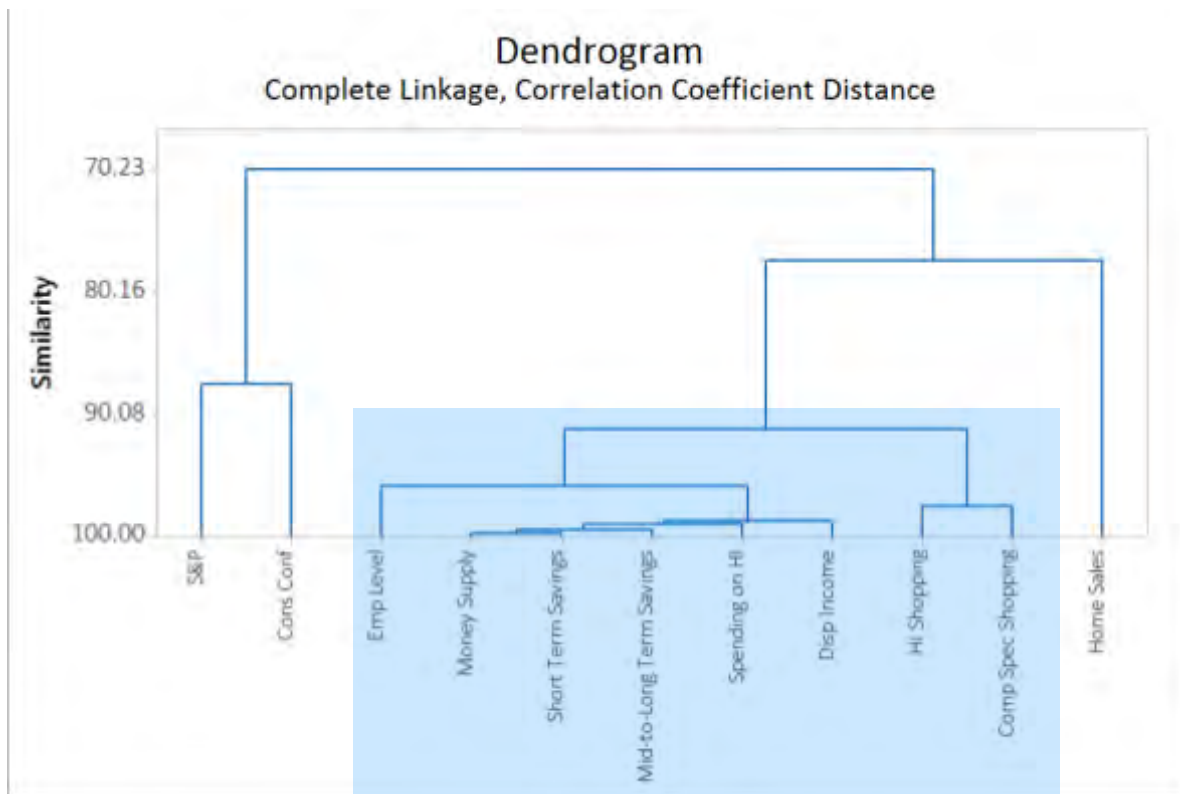 Dendrogram
Complete Linkage, Correlation Coefficient Distance
Similarity
70.23
80.16
90.08
100.00
S&P
Cons Conf
Emp Level
Money Supply
Short Term Savings
Mid-to-Long Term Savings
Spending on HI
Disp Income
HI Shopping
Comp Spec Shopping
Home Sales